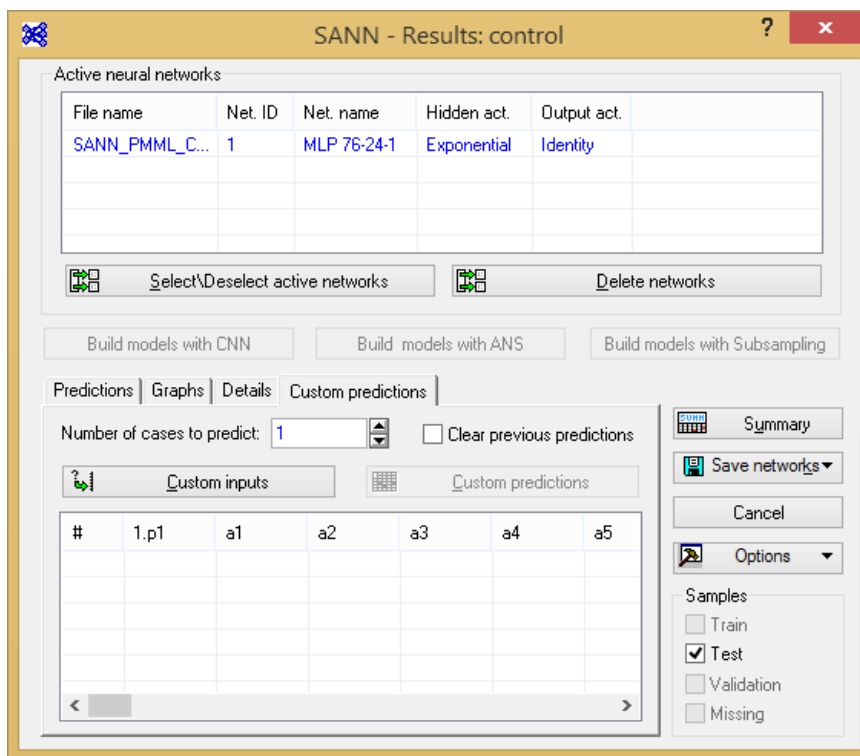 SANN - Results: control
?
x
Active neural networks
File name Net. ID Net. name Hidden act. Output act.
SANN_PMML_C... 1 MLP 76-24-1 Exponential Identity
Select\Deselect active networks Delete networks
Build models with CNN Build models with ANS Build models with Subsampling
Predictions Graphs Details Custom predictions
Number of cases to predict: 1 Clear previous predictions
Custom inputs Custom predictions
# 1.p1 a1 a2 a3 a4 a5
Summary
Save networks
Cancel
Options
Samples
Train
Test
Validation
Missing